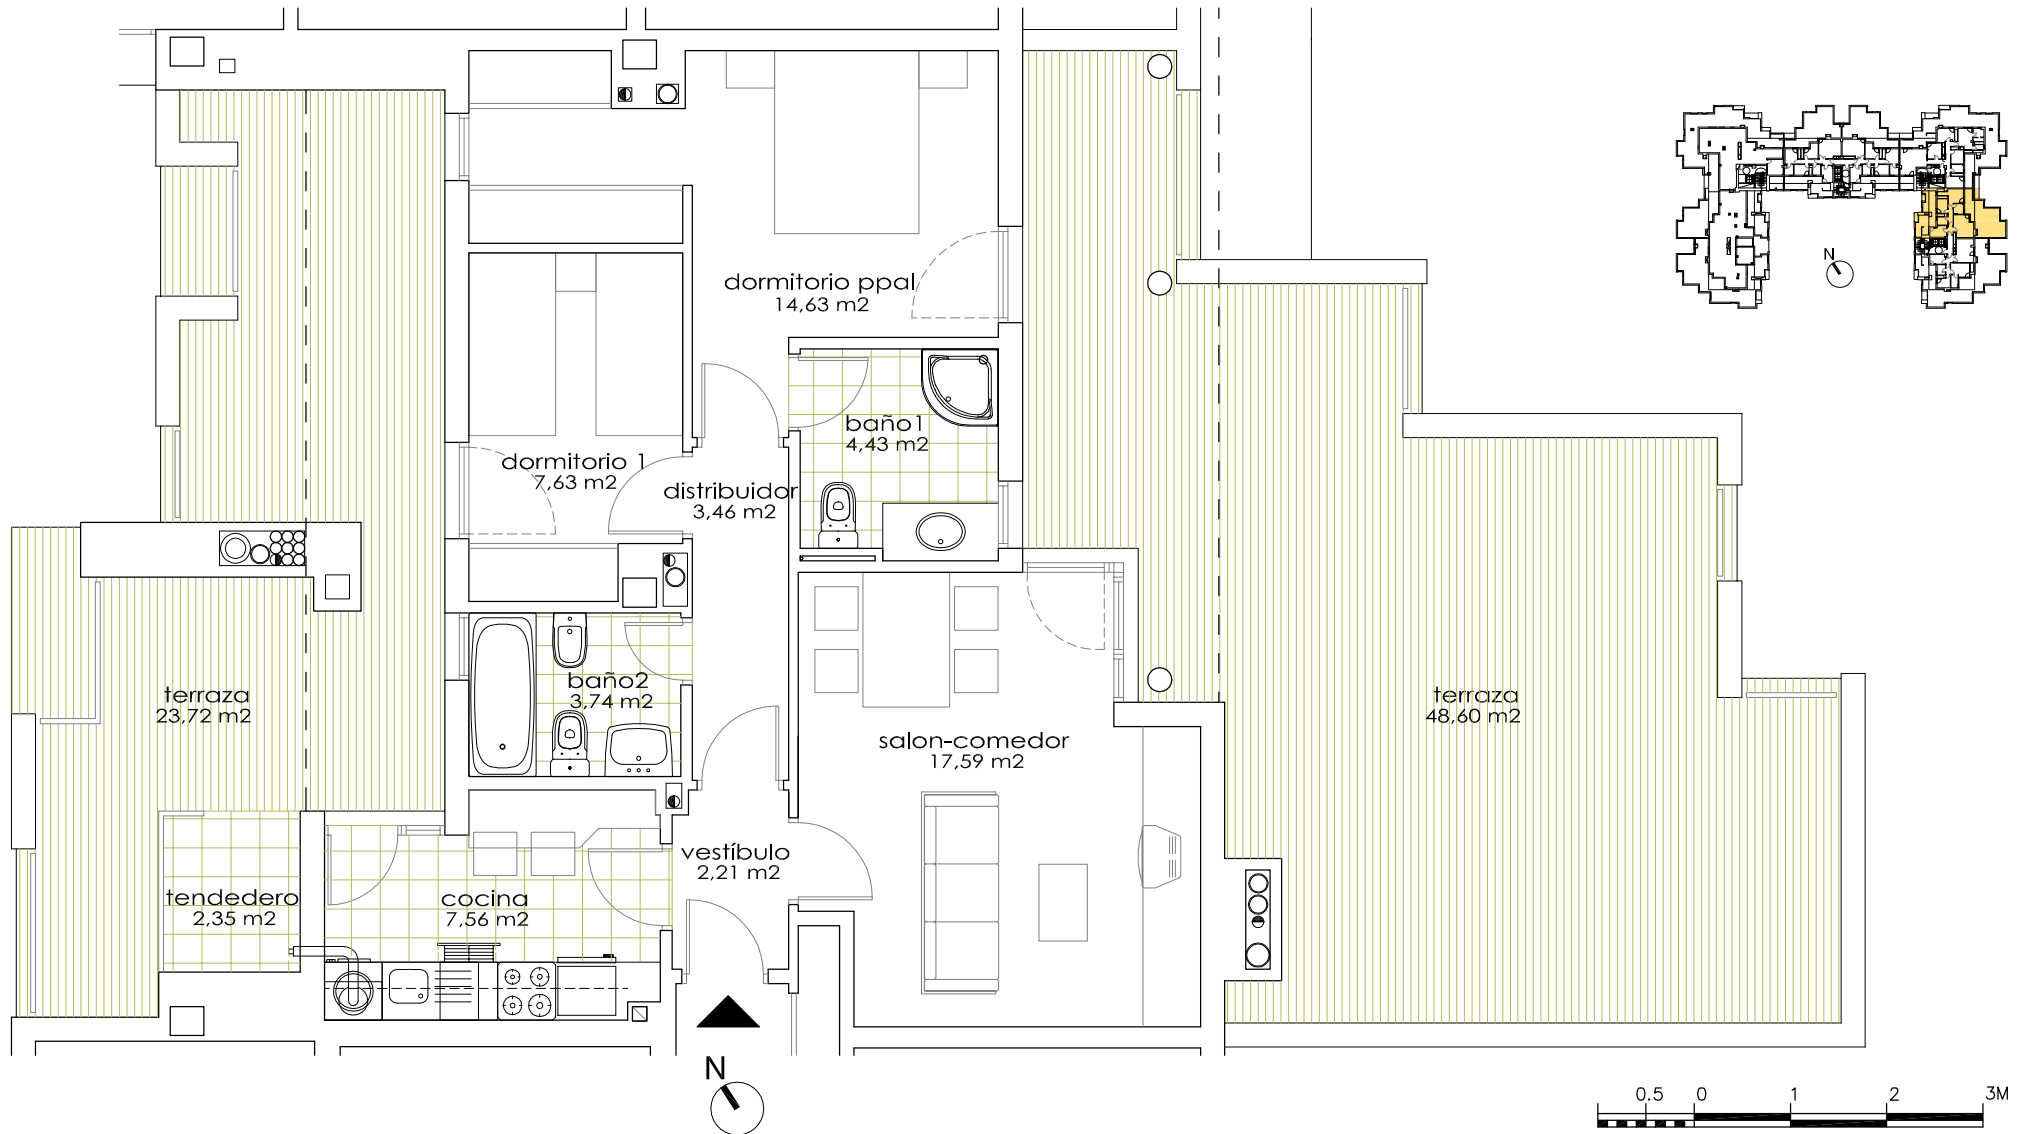 N
dormitorio ppal
14,63 m2
baño1
4,43 m2
dormitorio 1
7,63 m2
distribuidor
3,46 m2
terraza
23,72 m2
baño2
3,74 m2
terraza
48,60 m2
salon-comedor
17,59 m2
vestíbulo
2,21 m2
tendedero
2,35 m2
cocina
7,56 m2
N
0.5 0 1 2 3M